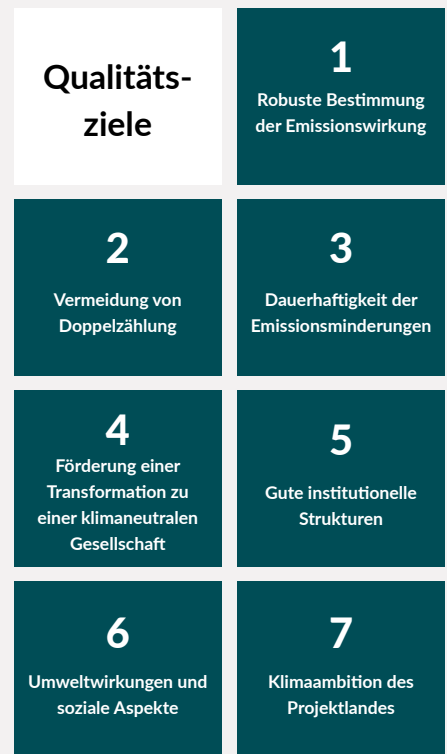 Qualitäts-
ziele
1
Robuste Bestimmung
der Emissionswirkung
2
Vermeidung von
Doppelzählung
3
Dauerhaftigkeit der
Emissionsminderungen
4
Förderung einer
Transformation zu
einer klimaneutralen
Gesellschaft
5
Gute institutionelle
Strukturen
6
Umweltwirkungen und
soziale Aspekte
7
Klimaambition des
Projektlandes